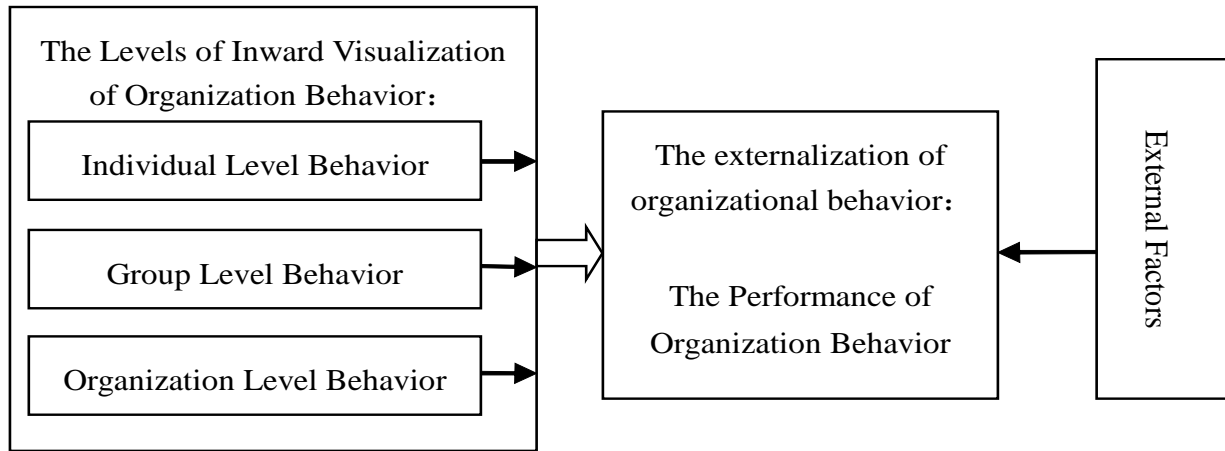 The Levels of Inward Visualization
of Organization Behavior：
Individual Level Behavior
Group Level Behavior
Organization Level Behavior
The externalization of
organizational behavior：
The Performance of
Organization Behavior
External Factors